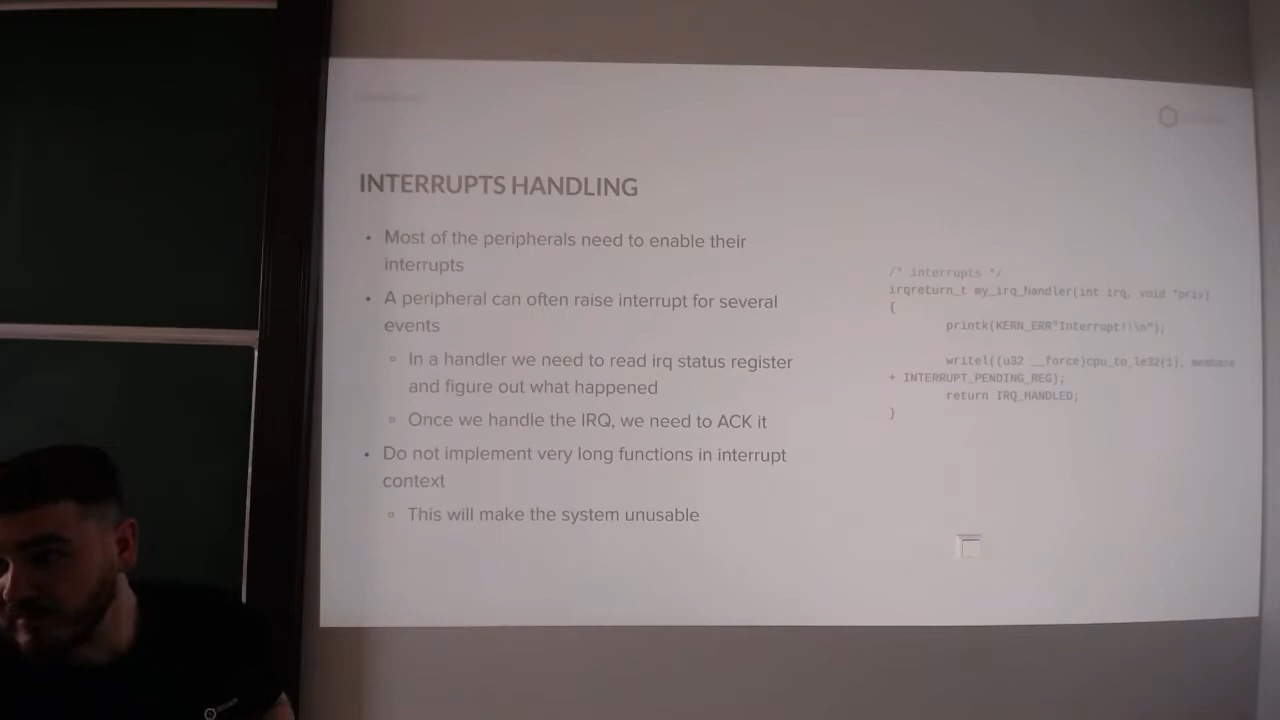 INTERRUPTS HANDLING
• Most of the peripherals need to enable their
interrupts
• A peripheral can often raise interrupt for several
events
○ In a handler we need to read irq status register
and figure out what happened
○ Once we handle the IRQ, we need to ACK it
• Do not implement very long functions in interrupt
context
○ This will make the system unusable
/* interrupts */
irqreturn_t my_irq_handler(int irq, void *priv)
{
printk(KERN_ERR"Interrupt!!\n");
writel((u32 __force)cpu_to_le32(1), membase
+ INTERRUPT_PENDING_REG);
return IRQ_HANDLED;
}